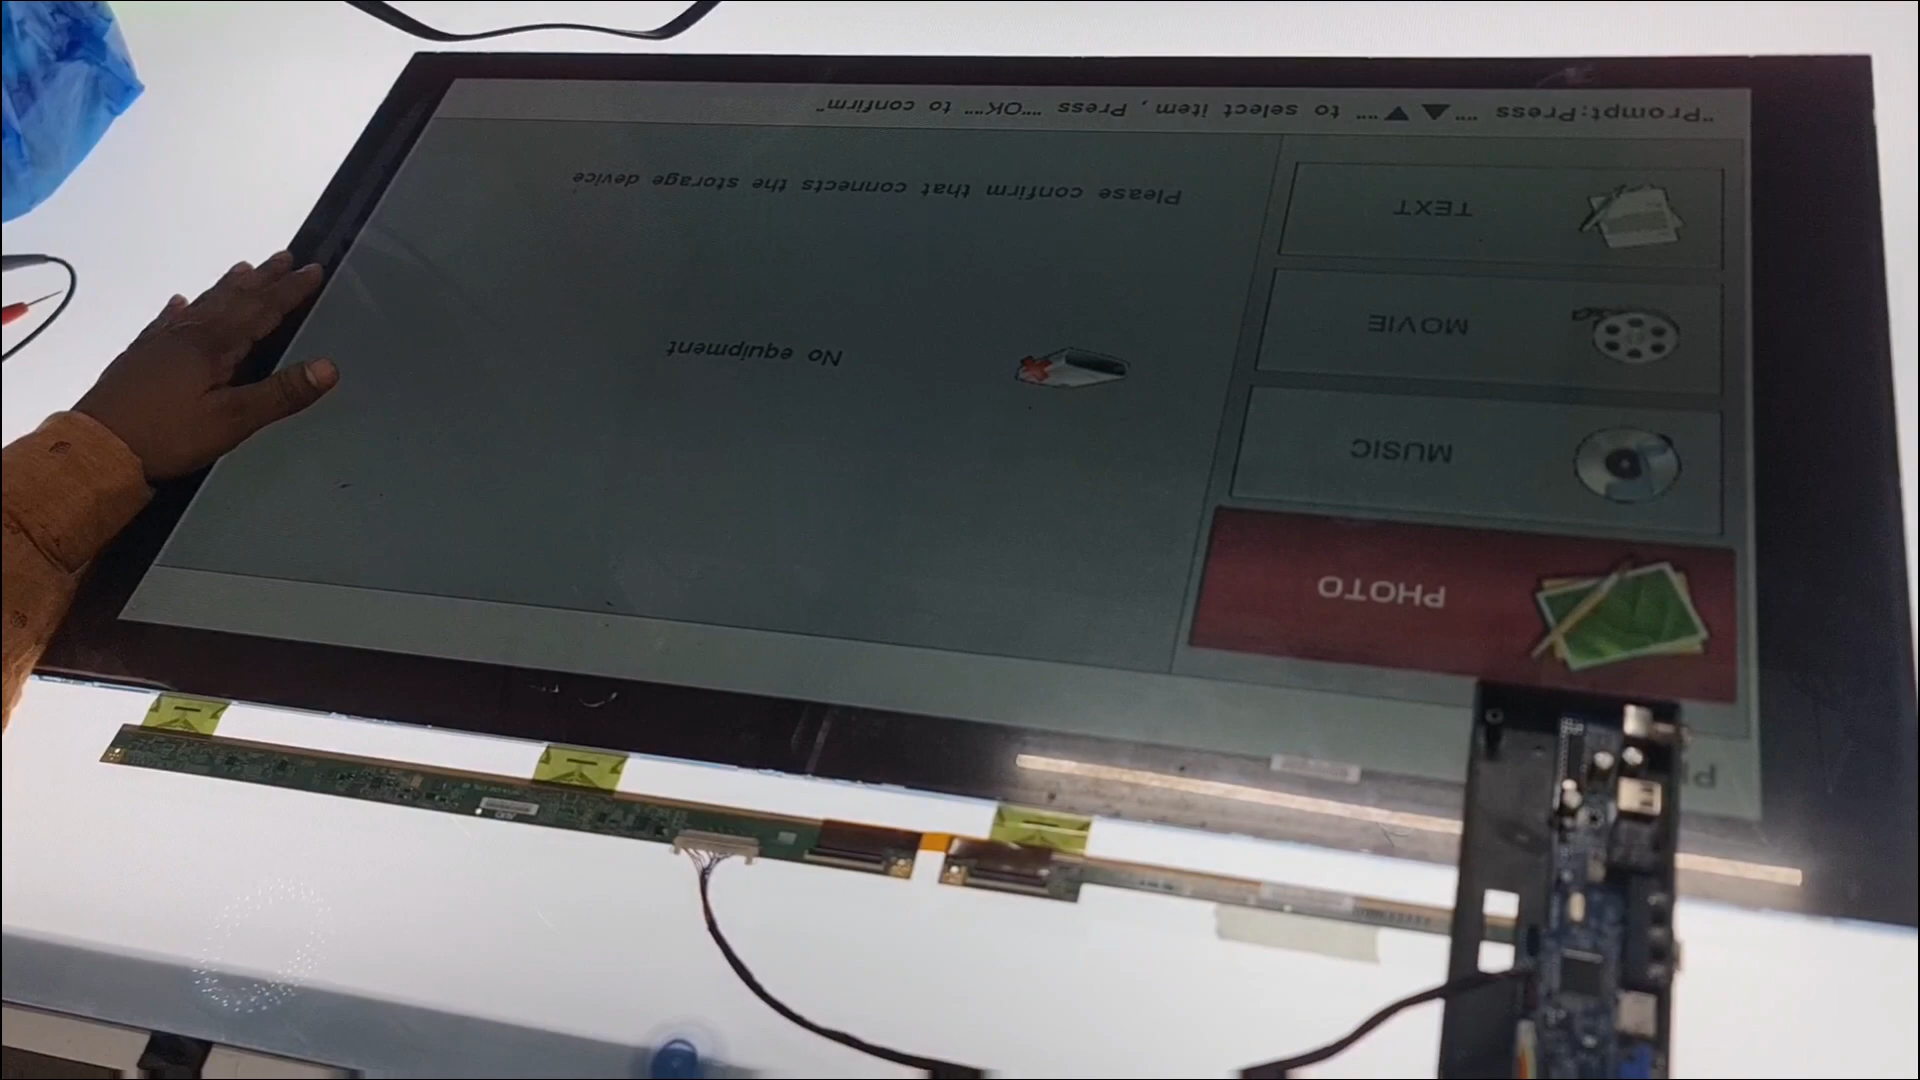 PHOTO
MUSIC
MOVIE
TEXT
No equipment
Please confirm that connects the storage device
"Prompt:Press ""▲▼"" to select item, Press ""OK"" to confirm"